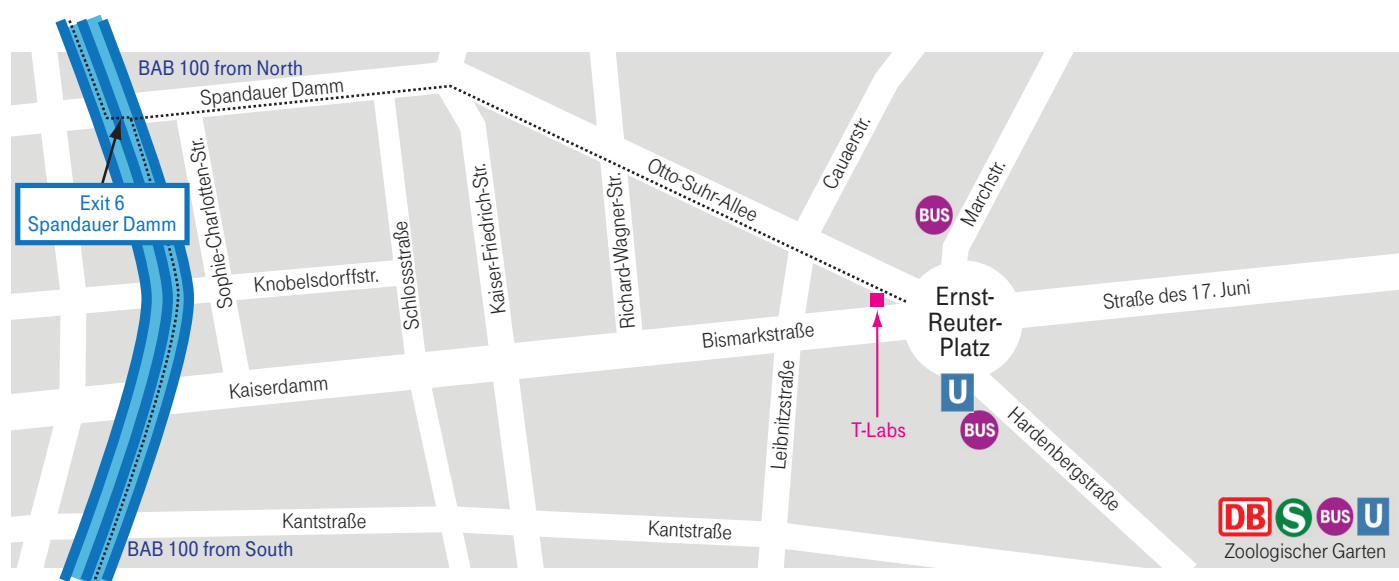 BAB 100 from North
Spandauer Damm
Exit 6
Spandauer Damm
Sophie-Charlotten-Str.
Knobelsdorffstr.
Schlossstraße
Kaiser-Friedrich-Str.
Richard-Wagner-Str.
Otto-Suhr-Allee
Cauaerstr.
Marchstr.
BUS
Ernst-
Reuter-
Platz
Straße des 17. Juni
Bismarkstraße
Kaiserdamm
Leibnitzstraße
T-Labs
U
BUS
Hardenbergstraße
Kantstraße
Kantstraße
BAB 100 from South
DB S BUS U
Zoologischer Garten